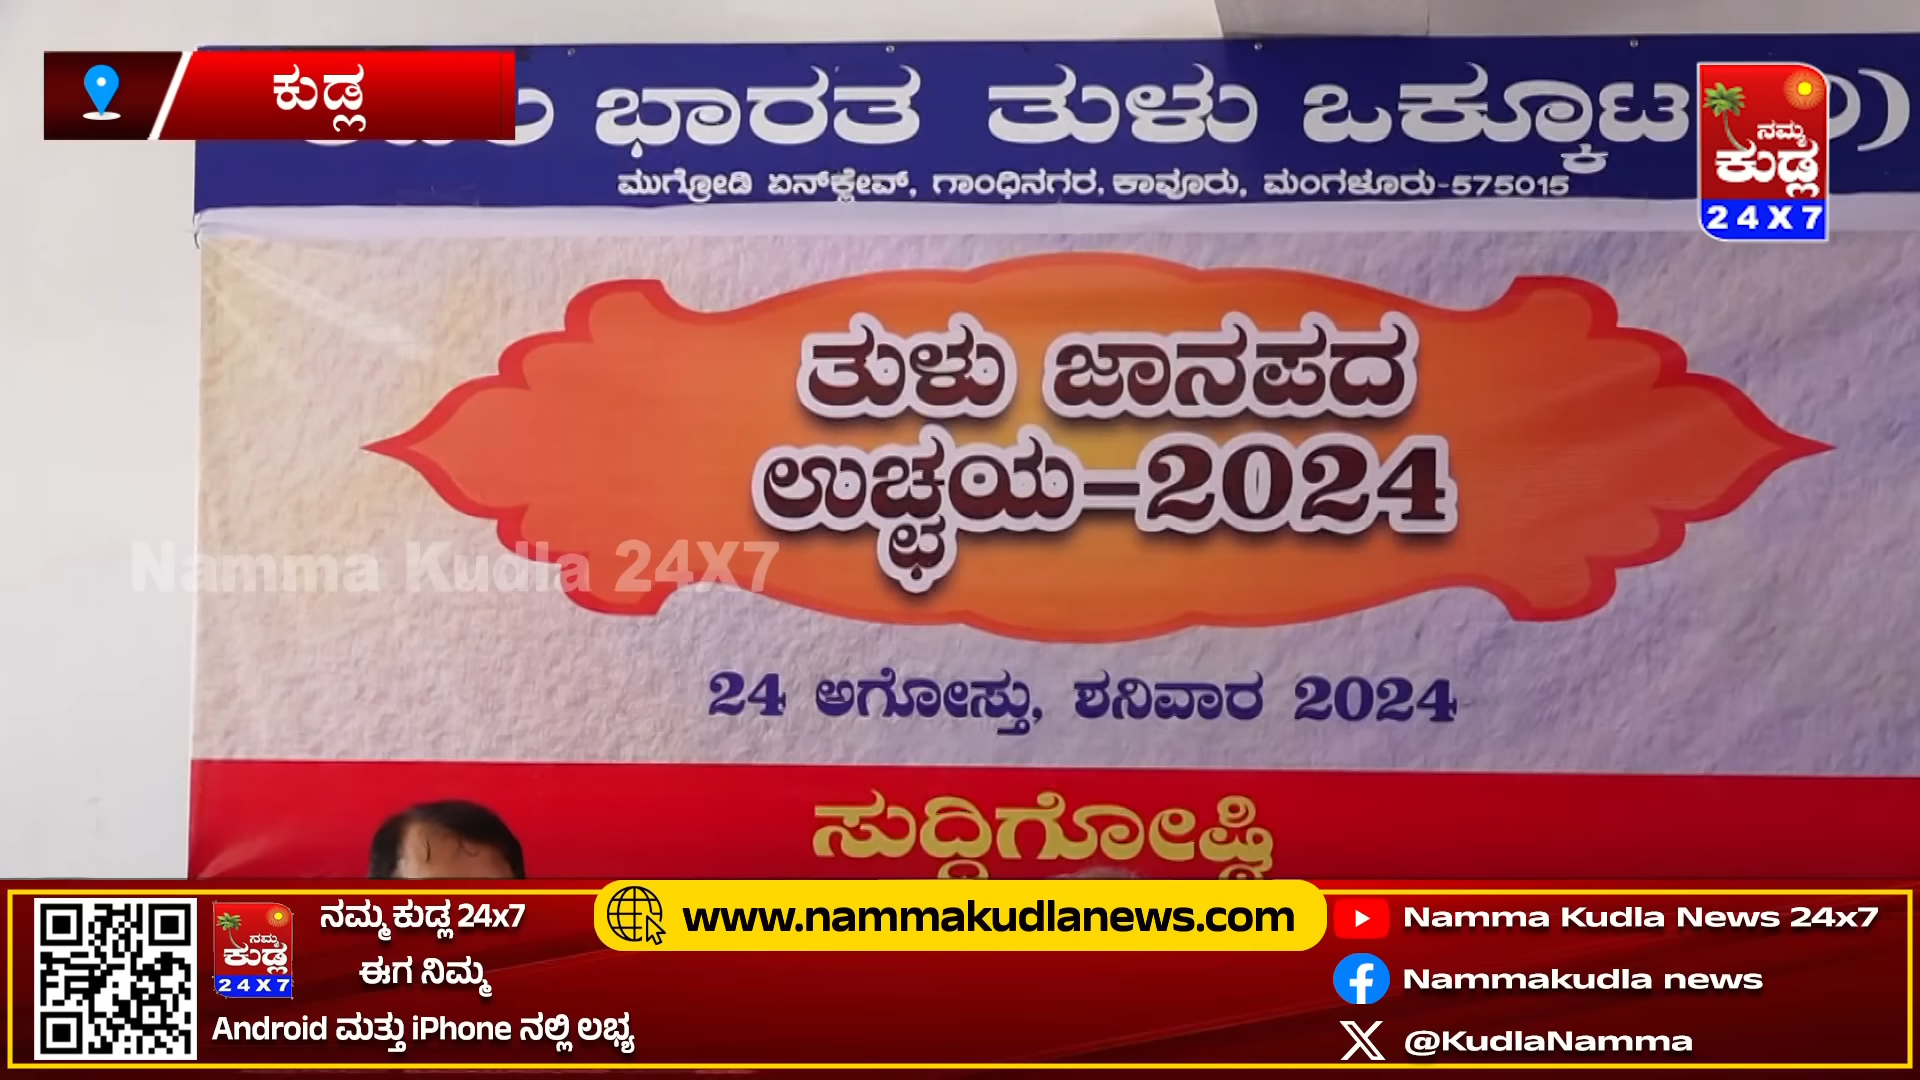 ಕುಡ್ಲ
ಭಾರತ ತುಳು ಒಕ್ಕೂಟ
ನಮ್ಮ
ಕುಡ್ಲ
24X7
ಮುಗ್ರೋಡಿ ಏನ್‌ಕ್ಲೇವ್, ಗಾಂಧಿನಗರ, ಕಾವೂರು, ಮಂಗಳೂರು-575015
ತುಳು ಜಾನಪದ
ಉಚ್ಛಯ-2024
Namma Kudla 24X7
24 ಅಗೋಸ್ತು, ಶನಿವಾರ 2024
ಸುದ್ದಿಗೋಷ್ಠಿ
ನಮ್ಮ
ಕುಡ್ಲ
24X7
ನಮ್ಮ ಕುಡ್ಲ 24x7
ಈಗ ನಿಮ್ಮ
Android ಮತ್ತು iPhone ನಲ್ಲಿ ಲಭ್ಯ
www.nammakudlanews.com
Namma Kudla News 24x7
Nammakudla news
@KudlaNamma